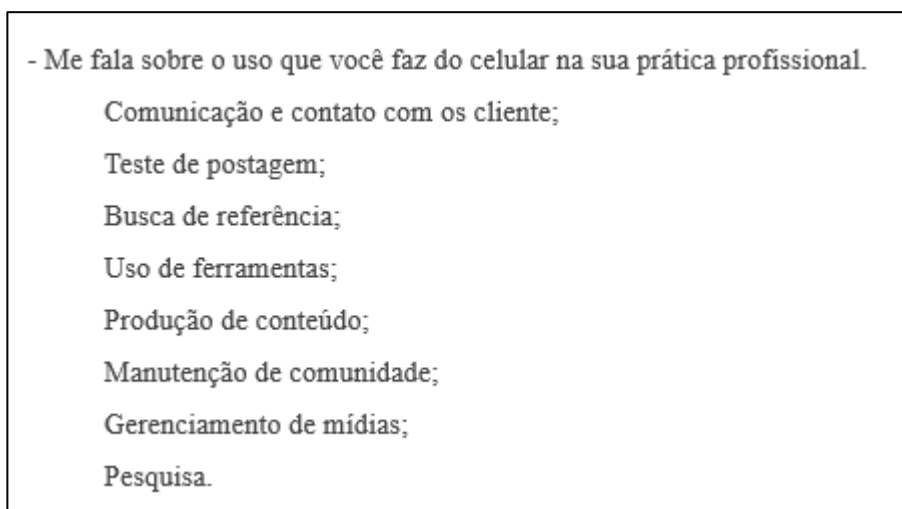 - Me fala sobre o uso que você faz do celular na sua prática profissional.
Comunicação e contato com os cliente;
Teste de postagem;
Busca de referência;
Uso de ferramentas;
Produção de conteúdo;
Manutenção de comunidade;
Gerenciamento de mídias;
Pesquisa.